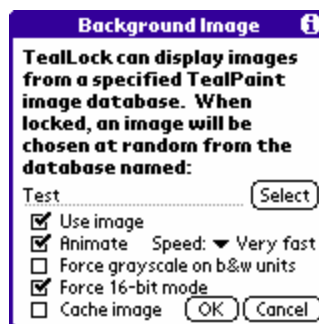 Background Image i
TealLock can display images
from a specified TealPaint
image database. When
locked, an image will be
chosen at random from the
database named:
Test Select
Use image
Animate Speed: Very fast
Force grayscale on b&w units
Force 16-bit mode
Cache image OK Cancel